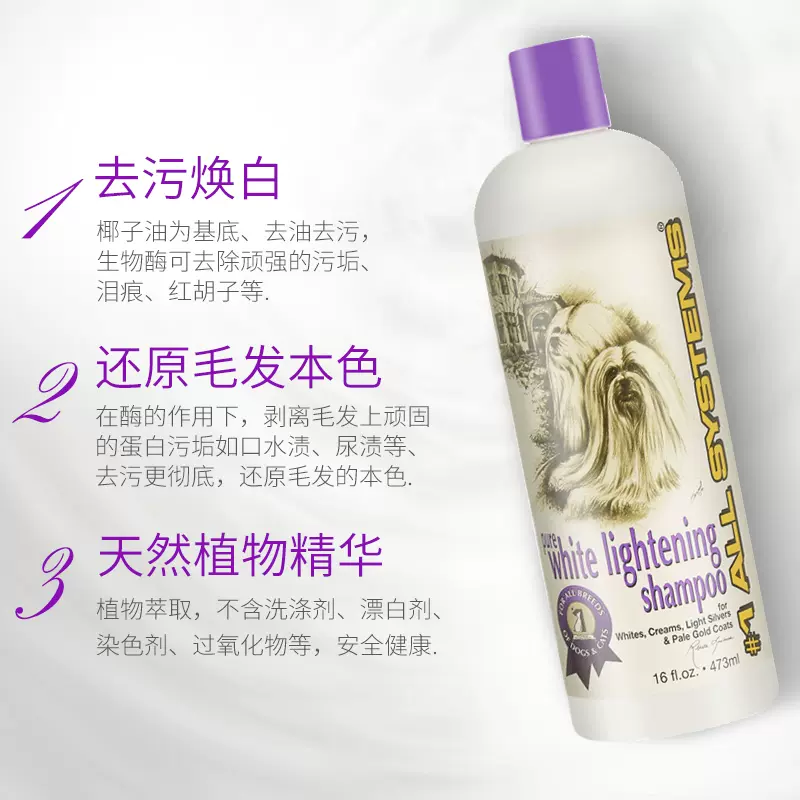 1
去污焕白
椰子油为基底、去油去污，
生物酶可去除顽强的污垢、
泪痕、红胡子等.
2
还原毛发本色
在酶的作用下，剥离毛发上顽固
的蛋白污垢如口水渍、尿渍等、
去污更彻底，还原毛发的本色.
3
天然植物精华
植物萃取，不含洗涤剂、漂白剂、
染色剂、过氧化物等，安全健康.
#1 ALL SYSTEMS®
pure
white lightening
shampoo
for
Whites, Creams, Light Silvers
& Pale Gold Coats
FOR ALL BREEDS
OF DOGS & CATS
16 fl.oz. • 473ml